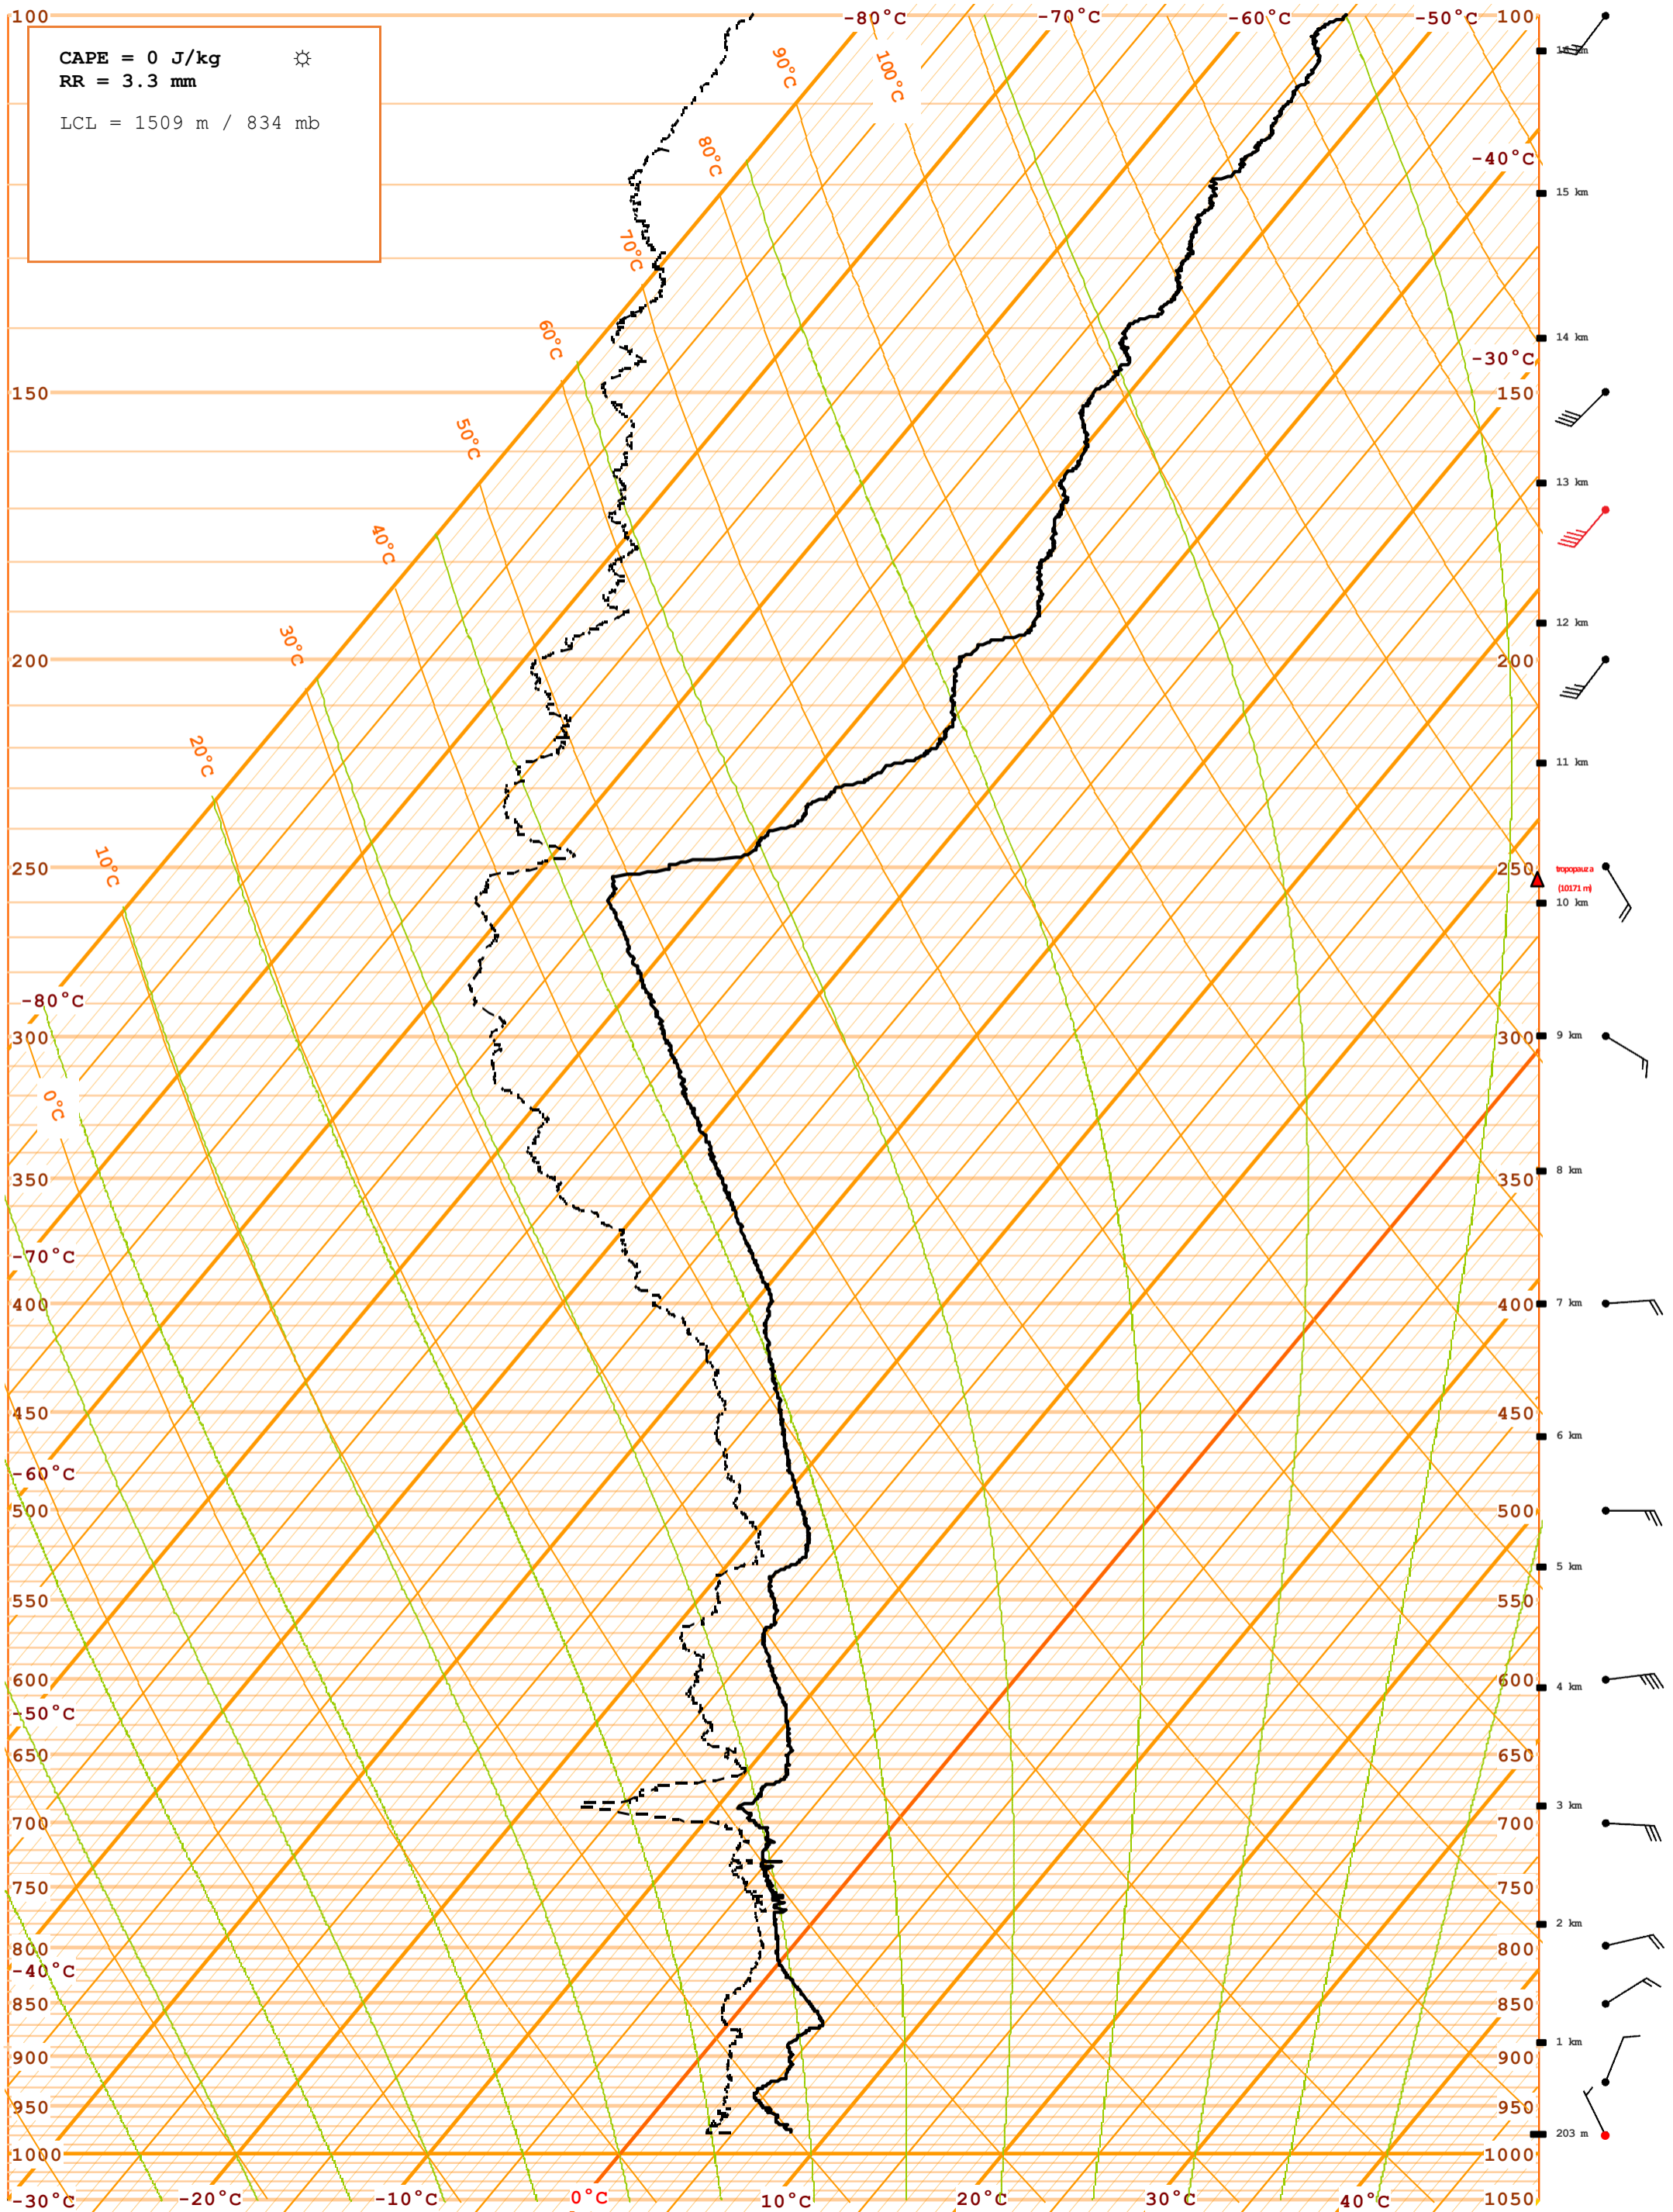 100 -80°C -70°C -60°C -50°C 100
CAPE = 0 J/kg ☼
RR = 3.3 mm
LCL = 1509 m / 834 mb
90°C 100°C
80°C
-40°C
15 km
70°C
60°C
14 km
-30°C
150 150
50°C
13 km
40°C
30°C
12 km
200 200
20°C
11 km
10°C
250 250
tropopauza
(10171 m)
10 km
-80°C
300 300 9 km
0°C
8 km
350 350
-70°C
400 400 7 km
450 450
6 km
-60°C
500 500
5 km
550 550
600 600
4 km
-50°C
650 650
3 km
700 700
750 750
2 km
800 800
-40°C
850 850
1 km
900 900
950 950
203 m
1000 1000
-30°C -20°C -10°C 0°C 10°C 20°C 30°C 40°C 1050